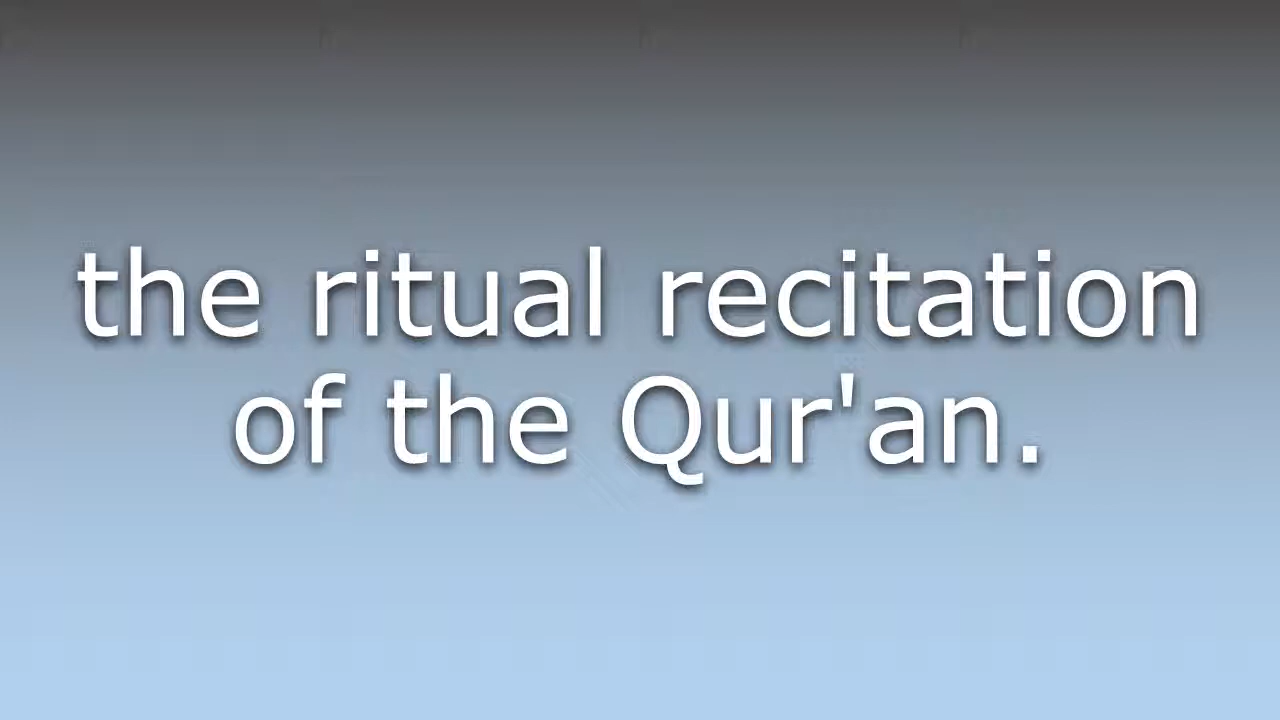 the ritual recitation
of the Qur'an.